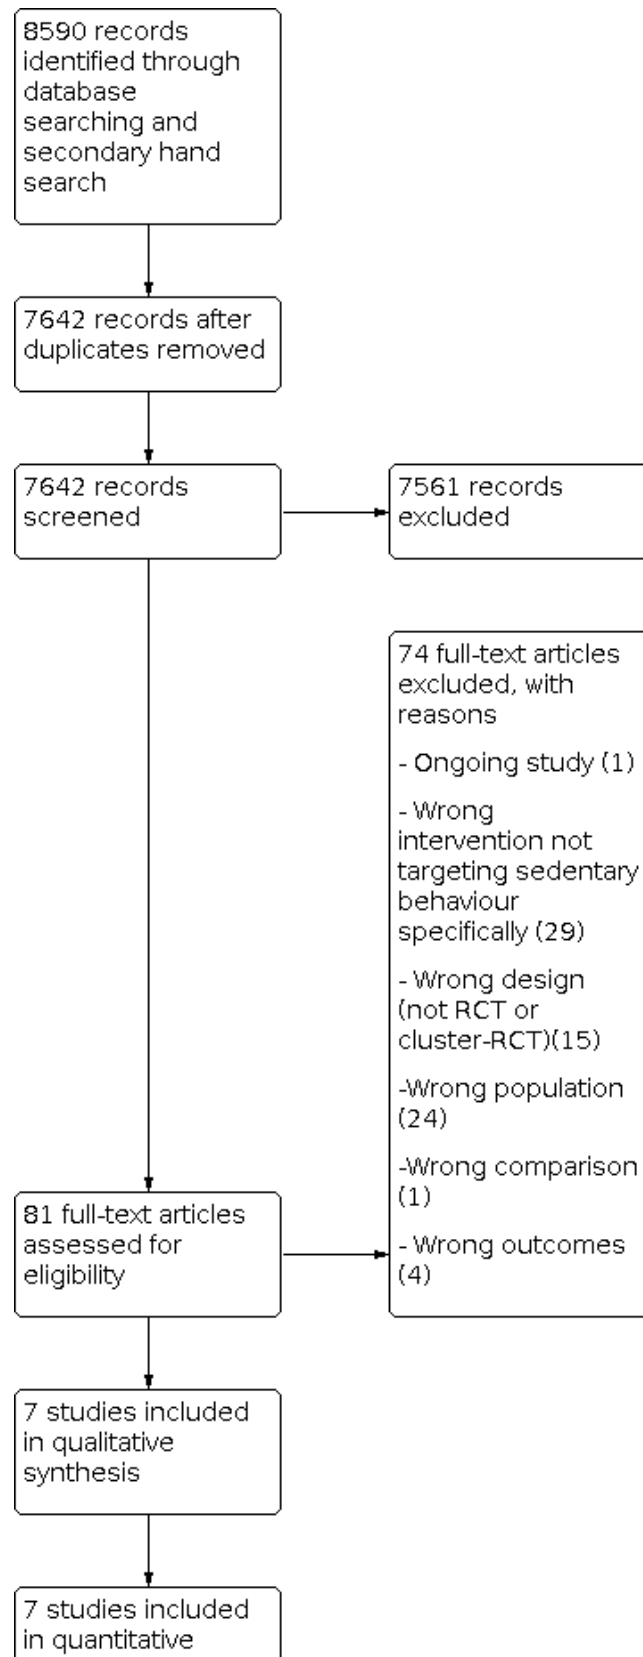 8590 records
identified through
database
searching and
secondary hand
search
7642 records after
duplicates removed
7642 records
screened
7561 records
excluded
74 full-text articles
excluded, with
reasons
- Ongoing study (1)
- Wrong
intervention not
targeting sedentary
behaviour
specifically (29)
- Wrong design
(not RCT or
cluster-RCT)(15)
-Wrong population
(24)
-Wrong comparison
(1)
- Wrong outcomes
(4)
81 full-text articles
assessed for
eligibility
7 studies included
in qualitative
synthesis
7 studies included
in quantitative